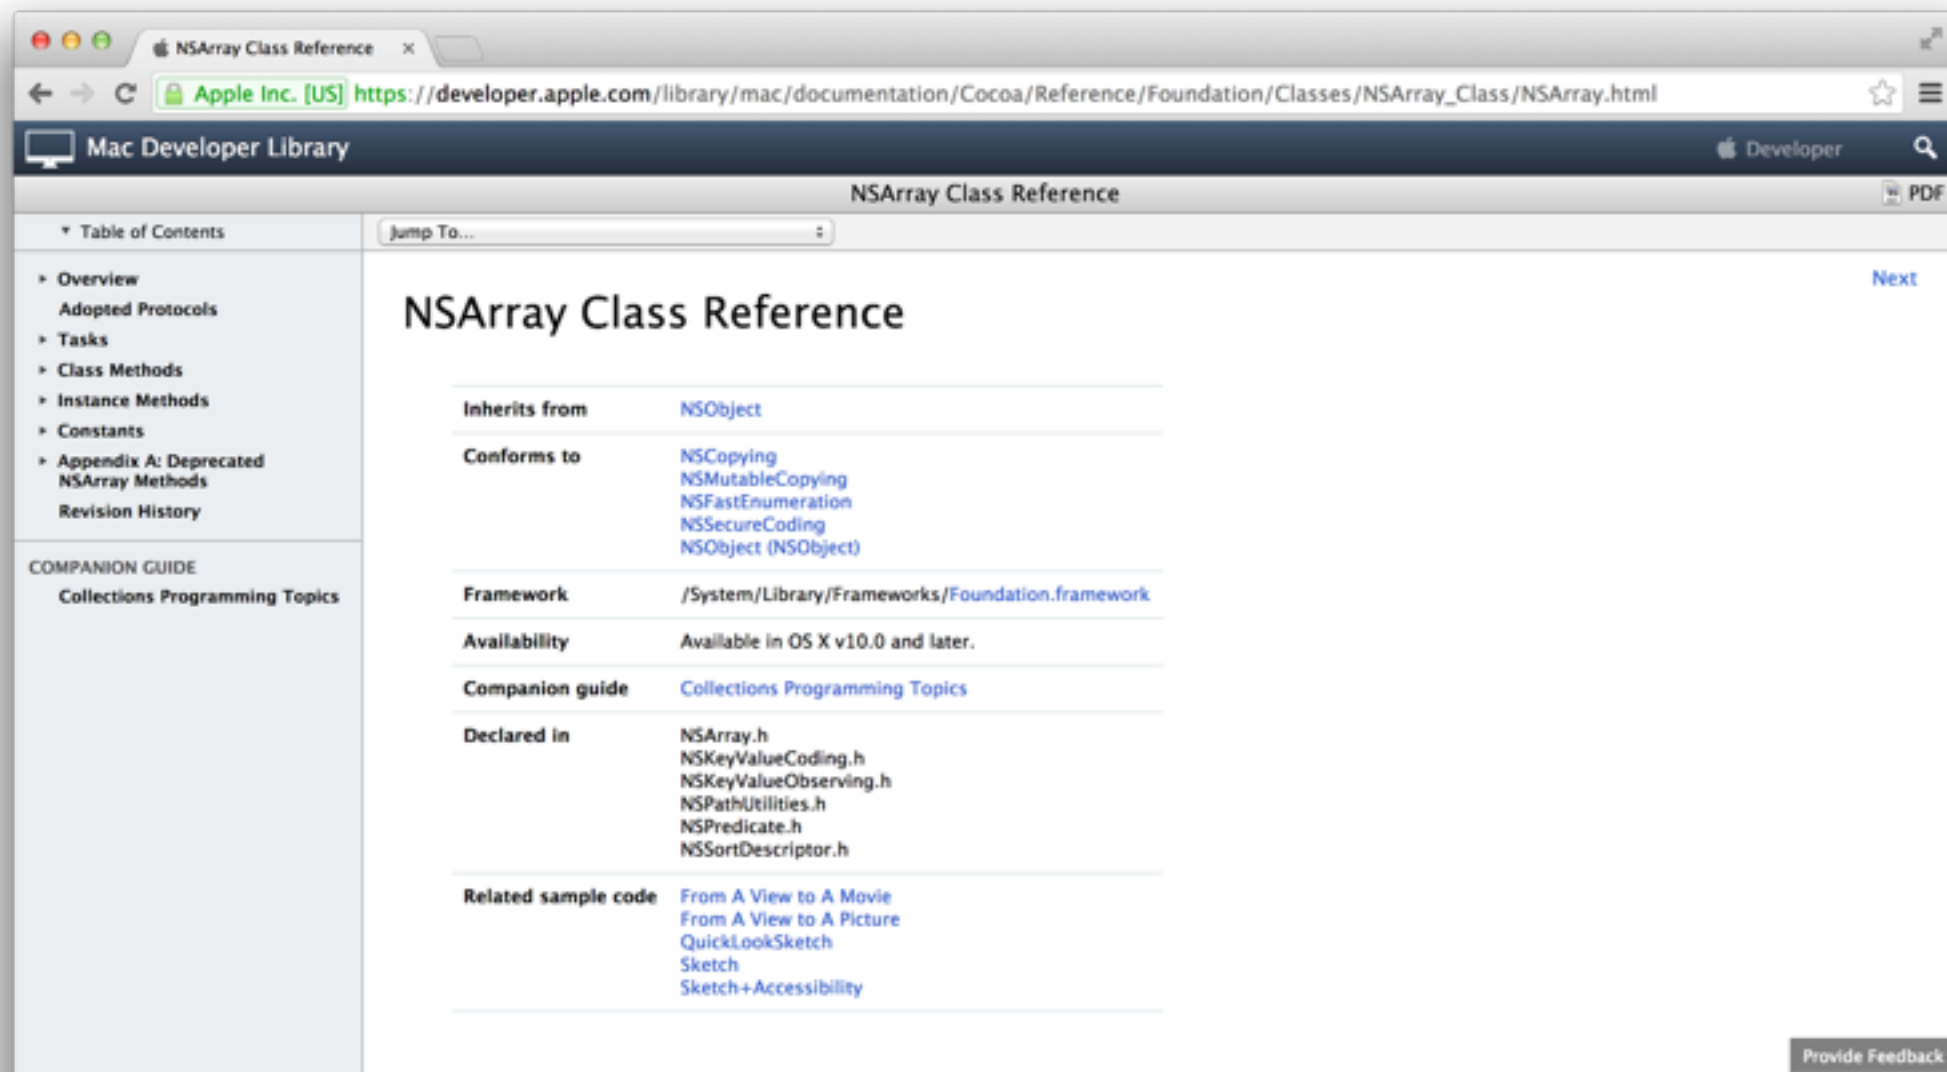 NSArray Class Reference
Apple Inc. [US] https://developer.apple.com/library/mac/documentation/Cocoa/Reference/Foundation/Classes/NSArray_Class/NSArray.html
Mac Developer Library
Developer
NSArray Class Reference
PDF
Table of Contents
Jump To...
Overview
Adopted Protocols
Tasks
Class Methods
Instance Methods
Constants
Appendix A: Deprecated
NSArray Methods
Revision History
COMPANION GUIDE
Collections Programming Topics
Next
NSArray Class Reference
Inherits from NSObject
Conforms to NSCopying
NSMutableCopying
NSFastEnumeration
NSSecureCoding
NSObject (NSObject)
Framework /System/Library/Frameworks/Foundation.framework
Availability Available in OS X v10.0 and later.
Companion guide Collections Programming Topics
Declared in NSArray.h
NSKeyValueCoding.h
NSKeyValueObserving.h
NSPathUtilities.h
NSPredicate.h
NSSortDescriptor.h
Related sample code From A View to A Movie
From A View to A Picture
QuickLookSketch
Sketch
Sketch+Accessibility
Provide Feedback